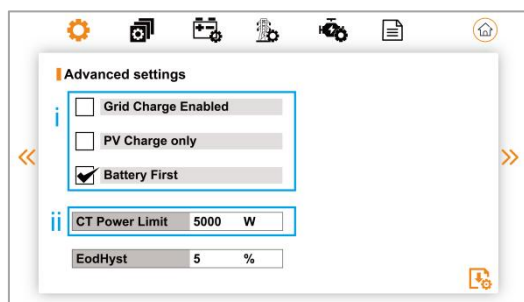 Advanced settings
i
Grid Charge Enabled
PV Charge only
Battery First
ii
CT Power Limit 5000 W
EodHyst 5 %